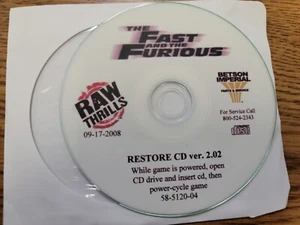 THE
FAST
AND THE
FURIOUS
RAW
THRILLS
09-17-2008
BETSON
IMPERIAL
PARTS & SERVICE
For Service Call
800-524-2343
RESTORE CD ver. 2.02
While game is powered, open
CD drive and insert cd, then
power-cycle game
58-5120-04